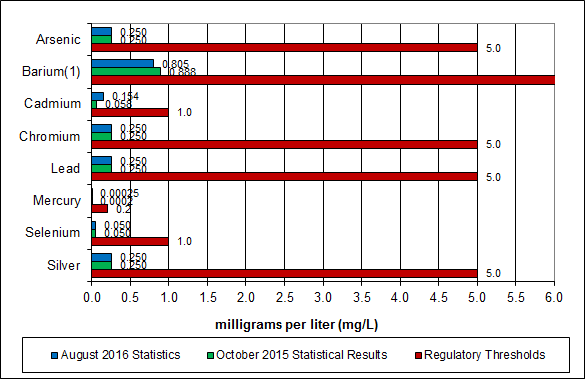 Arsenic 0.250 0.250 5.0
Barium(1) 0.805 0.888
Cadmium 0.154 0.058 1.0
Chromium 0.250 0.250 5.0
Lead 0.250 0.250 5.0
Mercury 0.00025 0.0002 0.2
Selenium 0.050 0.050 1.0
Silver 0.250 0.250 5.0
0.0 0.5 1.0 1.5 2.0 2.5 3.0 3.5 4.0 4.5 5.0 5.5 6.0
milligrams per liter (mg/L)
August 2016 Statistics October 2015 Statistical Results Regulatory Thresholds